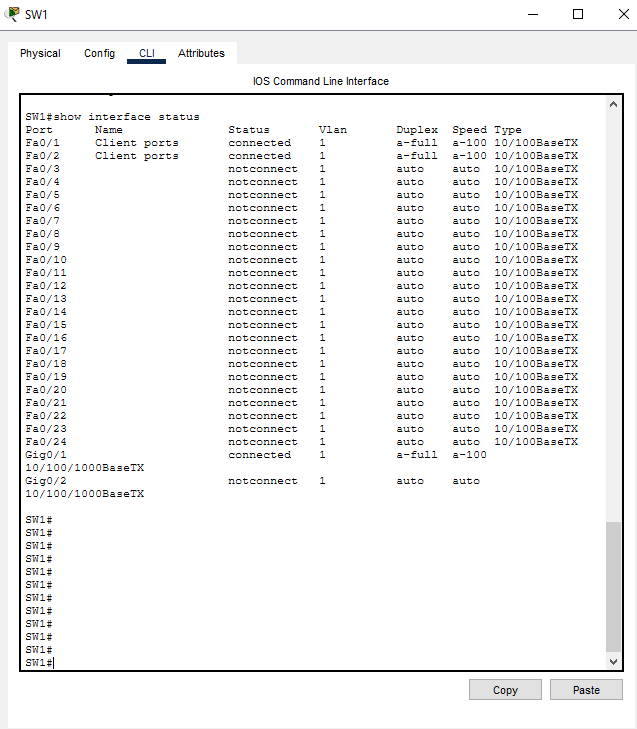 SW1
Physical Config CLI Attributes
IOS Command Line Interface
SW1#show interface status
Port Name Status Vlan Duplex Speed Type
Fa0/1 Client ports connected 1 a-full a-100 10/100BaseTX
Fa0/2 Client ports connected 1 a-full a-100 10/100BaseTX
Fa0/3 notconnect 1 auto auto 10/100BaseTX
Fa0/4 notconnect 1 auto auto 10/100BaseTX
Fa0/5 notconnect 1 auto auto 10/100BaseTX
Fa0/6 notconnect 1 auto auto 10/100BaseTX
Fa0/7 notconnect 1 auto auto 10/100BaseTX
Fa0/8 notconnect 1 auto auto 10/100BaseTX
Fa0/9 notconnect 1 auto auto 10/100BaseTX
Fa0/10 notconnect 1 auto auto 10/100BaseTX
Fa0/11 notconnect 1 auto auto 10/100BaseTX
Fa0/12 notconnect 1 auto auto 10/100BaseTX
Fa0/13 notconnect 1 auto auto 10/100BaseTX
Fa0/14 notconnect 1 auto auto 10/100BaseTX
Fa0/15 notconnect 1 auto auto 10/100BaseTX
Fa0/16 notconnect 1 auto auto 10/100BaseTX
Fa0/17 notconnect 1 auto auto 10/100BaseTX
Fa0/18 notconnect 1 auto auto 10/100BaseTX
Fa0/19 notconnect 1 auto auto 10/100BaseTX
Fa0/20 notconnect 1 auto auto 10/100BaseTX
Fa0/21 notconnect 1 auto auto 10/100BaseTX
Fa0/22 notconnect 1 auto auto 10/100BaseTX
Fa0/23 notconnect 1 auto auto 10/100BaseTX
Fa0/24 notconnect 1 auto auto 10/100BaseTX
Gig0/1 connected 1 a-full a-100
10/100/1000BaseTX
Gig0/2 notconnect 1 auto auto
10/100/1000BaseTX
SW1#
SW1#
SW1#
SW1#
SW1#
SW1#
SW1#
SW1#
SW1#
SW1#
SW1#
SW1#
Copy Paste